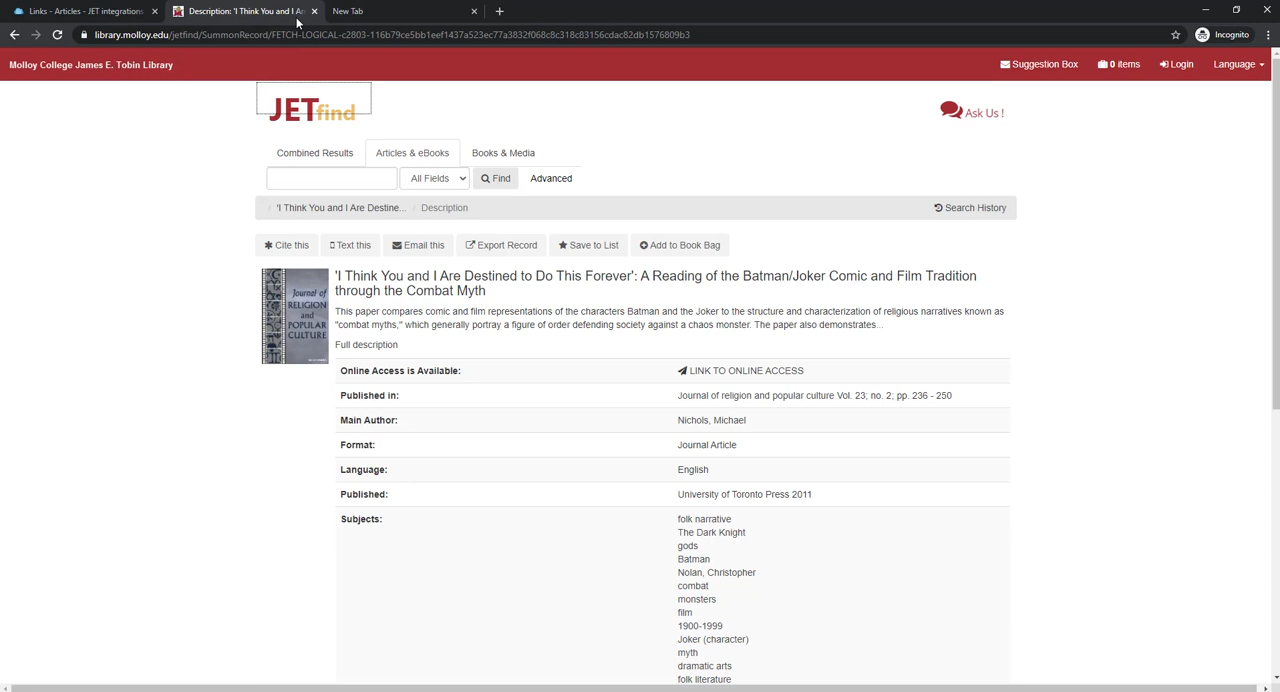 Links - Articles - JET integrations
Description: 'I Think You and I Ar
New Tab
library.molloy.edu/jetfind/SummonRecord/FETCH-LOGICAL-c2803-116b79ce5bb1eef1437a523ec77a3832f068c8c318c83156cdac82db1576809b3
Incognito
Molloy College James E. Tobin Library
Suggestion Box
0 items
Login
Language
JETfind
Ask Us !
Combined Results
Articles & eBooks
Books & Media
All Fields
Find
Advanced
/ 'I Think You and I Are Destine... / Description
Search History
Cite this
Text this
Email this
Export Record
Save to List
Add to Book Bag
Journal of
RELIGION
and
POPULAR
CULTURE
'I Think You and I Are Destined to Do This Forever': A Reading of the Batman/Joker Comic and Film Tradition
through the Combat Myth
This paper compares comic and film representations of the characters Batman and the Joker to the structure and characterization of religious narratives known as
"combat myths," which generally portray a figure of order defending society against a chaos monster. The paper also demonstrates...
Full description
Online Access is Available: LINK TO ONLINE ACCESS
Published in: Journal of religion and popular culture Vol. 23; no. 2; pp. 236 - 250
Main Author: Nichols, Michael
Format: Journal Article
Language: English
Published: University of Toronto Press 2011
Subjects: folk narrative
The Dark Knight
gods
Batman
Nolan, Christopher
combat
monsters
film
1900-1999
Joker (character)
myth
dramatic arts
folk literature